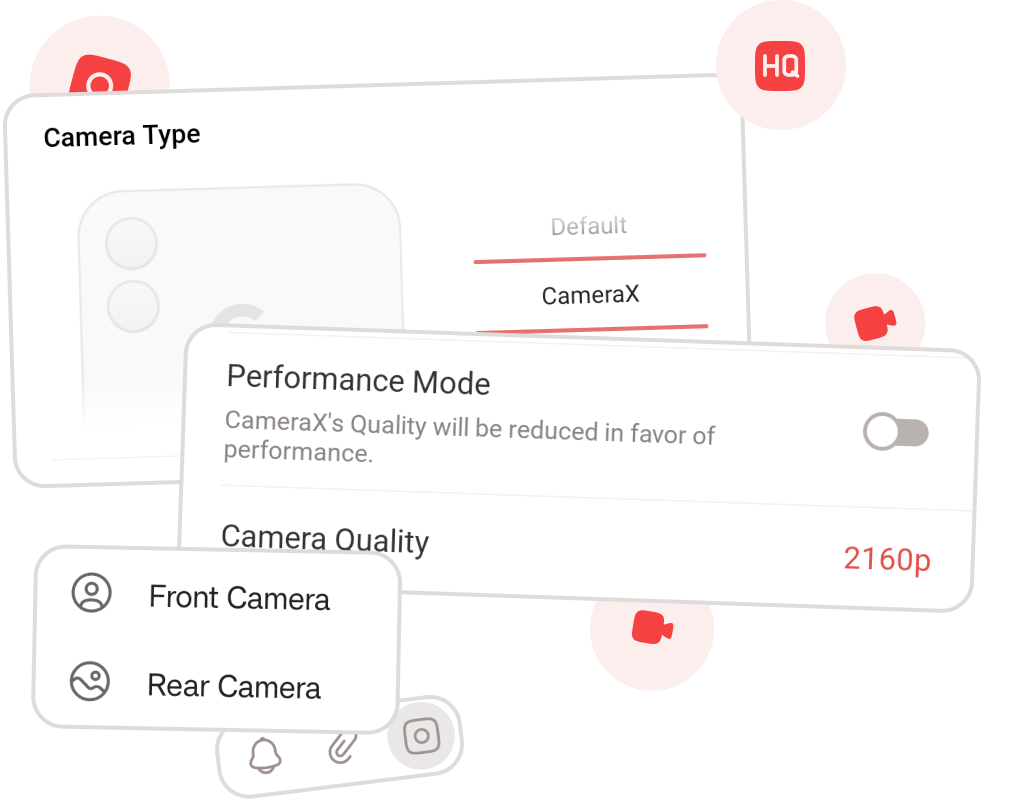 HQ
Camera Type
Default
CameraX
Performance Mode
CameraX's Quality will be reduced in favor of
performance.
Camera Quality
2160p
Front Camera
Rear Camera